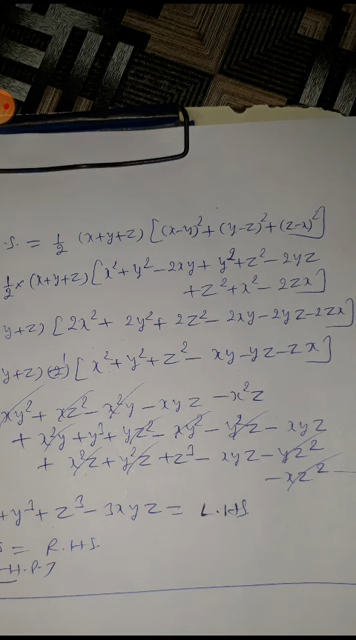 .S. = 1/2 (x+y+z) [(x-y)²+(y-z)²+(z-x)²]
1/2 × (x+y+z) [x²+y²-2xy+y²+z²-2yz
+z²+x²-2zx]
y+z) [2x²+2y²+2z²-2xy-2yz-2zx]
y+z) [x²+y²+z²-xy-yz-zx]
xy²+xz²-x²y-xyz-x²z
+x²y+y³+yz²-xy²-y²z-xyz
+x²z+y²z+z³-xyz-yz²
-xz²
+y³+z³-3xyz = L.HS
= R.HS.